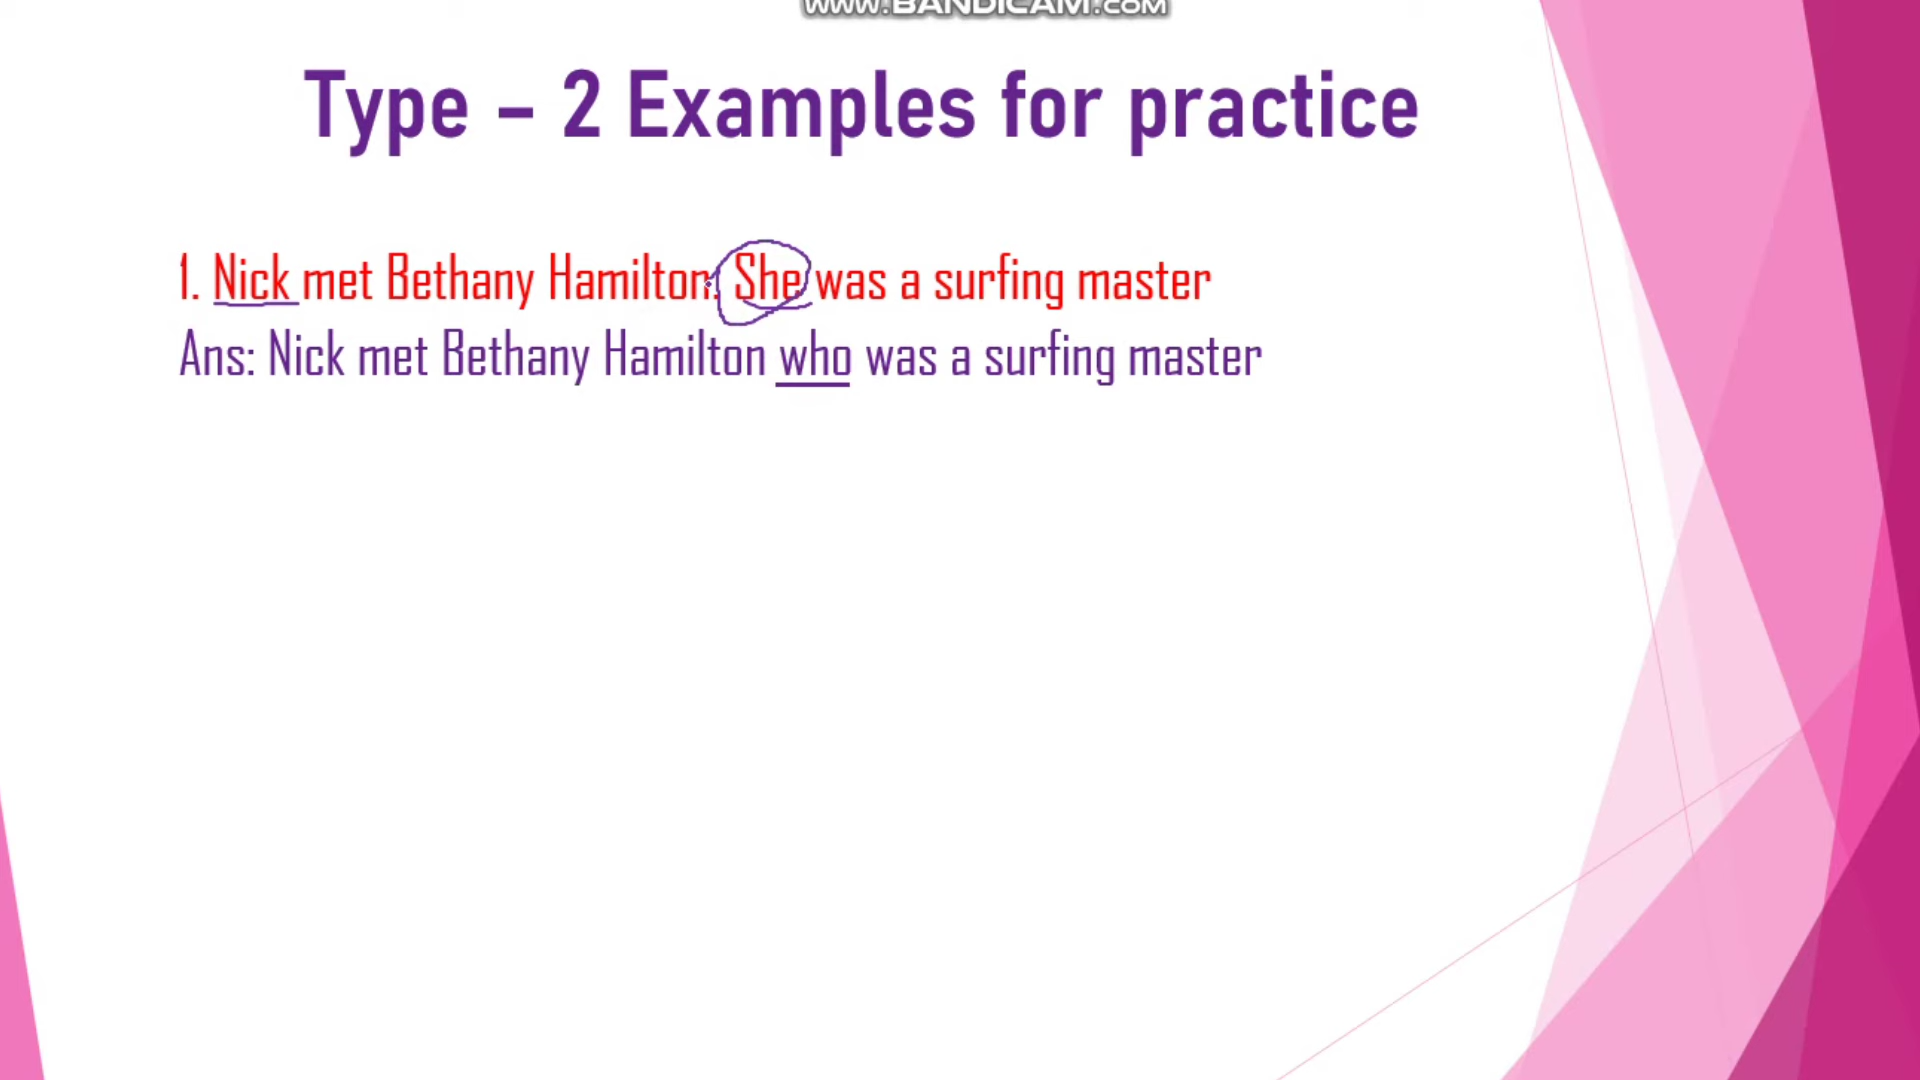 www.BANDICAM.com
Type – 2 Examples for practice
1. Nick met Bethany Hamilton. She was a surfing master
Ans: Nick met Bethany Hamilton who was a surfing master